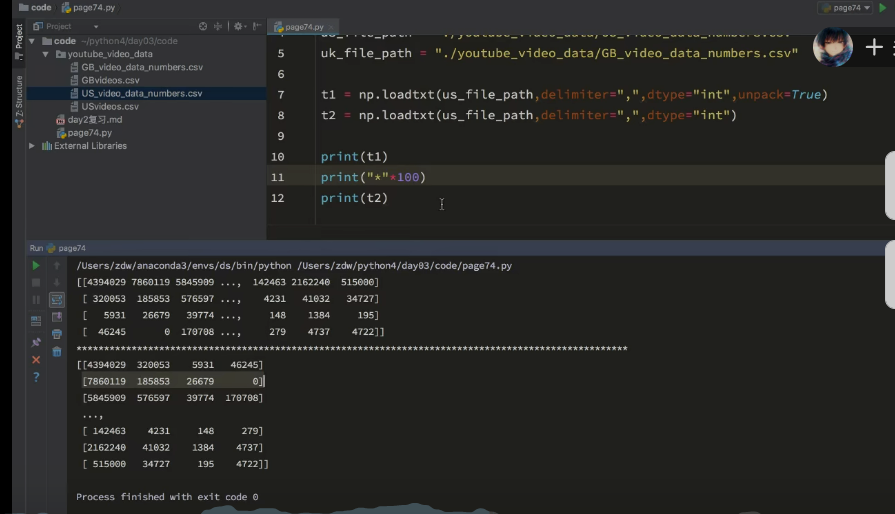 code page74.py
page74
Project
page74.py
Project
Z: Structure
code ~/python4/day03/code
youtube_video_data
GB_video_data_numbers.csv
GBvideos.csv
US_video_data_numbers.csv
USvideos.csv
day2复习.md
page74.py
External Libraries
5 uk_file_path = "./youtube_video_data/GB_video_data_numbers.csv"
6
7 t1 = np.loadtxt(us_file_path,delimiter=",",dtype="int",unpack=True)
8 t2 = np.loadtxt(us_file_path,delimiter=",",dtype="int")
9
10 print(t1)
11 print("*"*100)
12 print(t2)
Run page74
/Users/zdw/anaconda3/envs/ds/bin/python /Users/zdw/python4/day03/code/page74.py
[[4394029 7860119 5845909 ..., 142463 2162240 515000]
[ 320053 185853 576597 ..., 4231 41032 34727]
[ 5931 26679 39774 ..., 148 1384 195]
[ 46245 0 170708 ..., 279 4737 4722]]
****************************************************************************************************
[[4394029 320053 5931 46245]
[7860119 185853 26679 0]
[5845909 576597 39774 170708]
...,
[ 142463 4231 148 279]
[2162240 41032 1384 4737]
[ 515000 34727 195 4722]]
Process finished with exit code 0